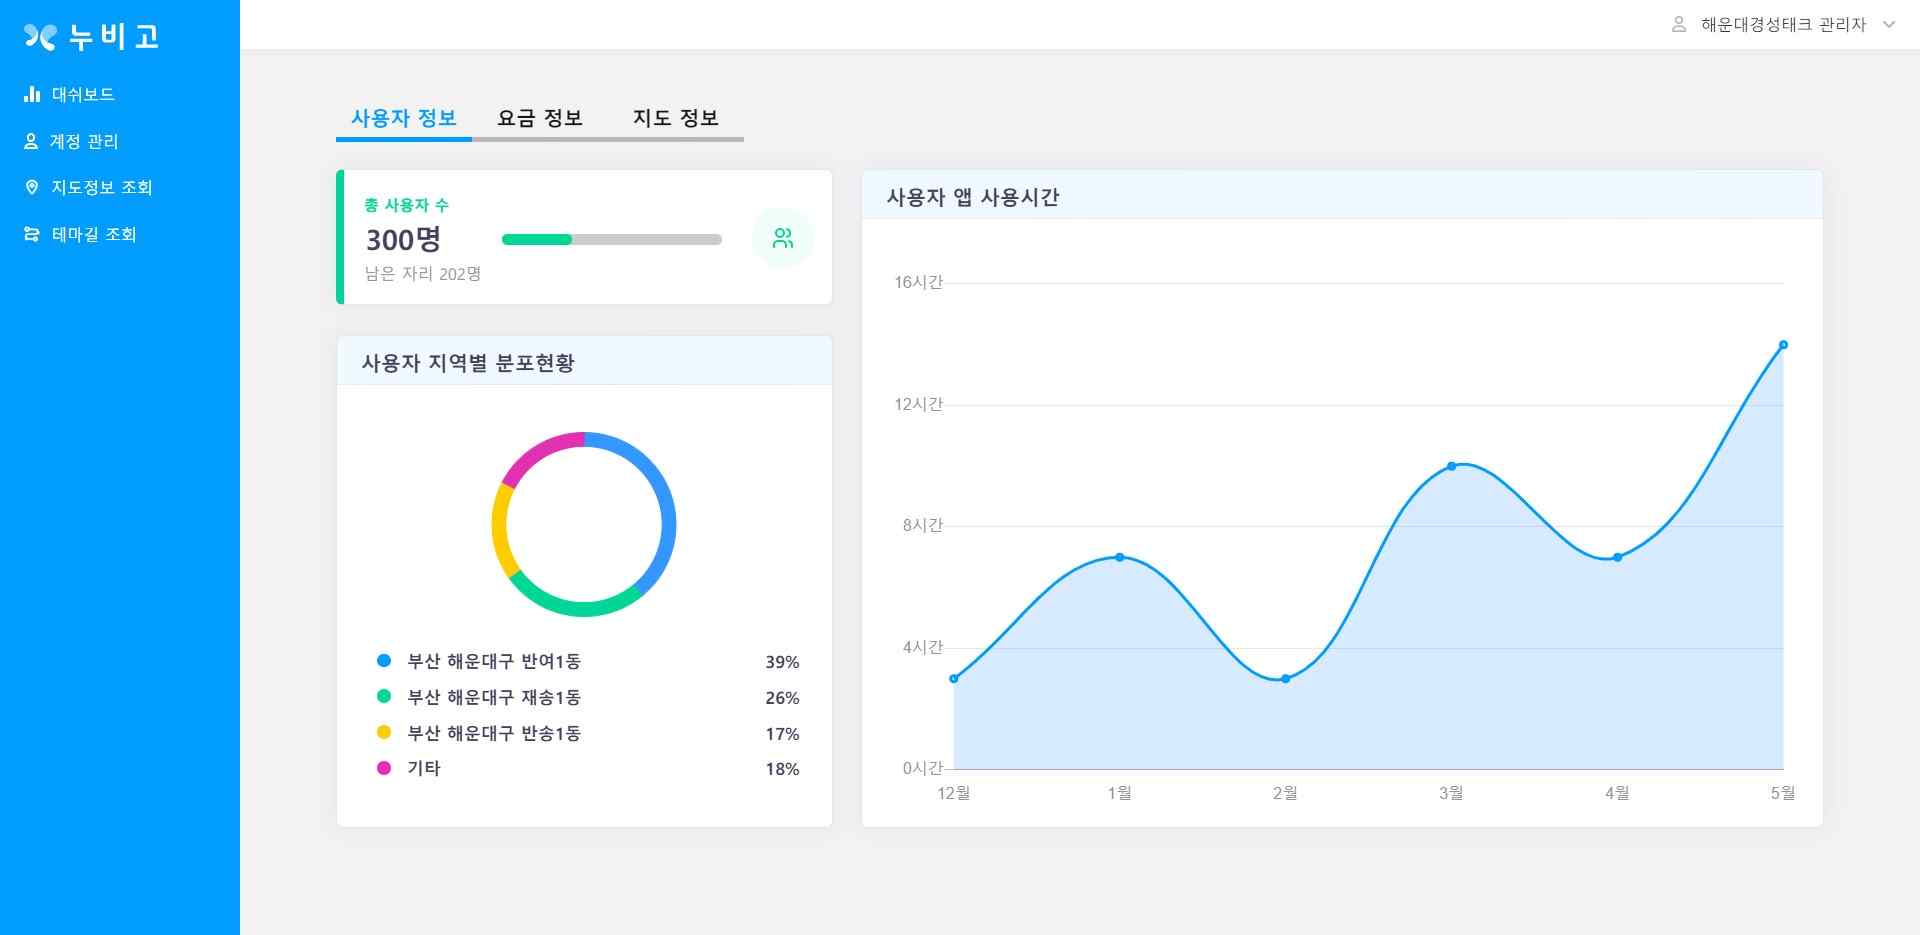 누비고
대쉬보드
계정 관리
지도정보 조회
테마길 조회
해운대경성태크 관리자
사용자 정보
요금 정보
지도 정보
총 사용자 수
300명
남은 자리 202명
사용자 지역별 분포현황
부산 해운대구 반여1동 39%
부산 해운대구 재송1동 26%
부산 해운대구 반송1동 17%
기타 18%
사용자 앱 사용시간
16시간
12시간
8시간
4시간
0시간
12월 1월 2월 3월 4월 5월